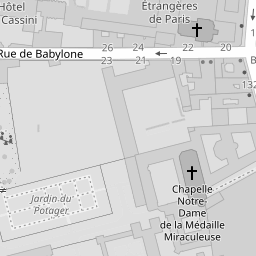 Hôtel
Cassini
Étrangères
de Paris
Rue de Babylone
26
24
22
20
23
21
19
132
Jardin du
Potager
Chapelle
Notre-
Dame
de la Médaille
Miraculeuse